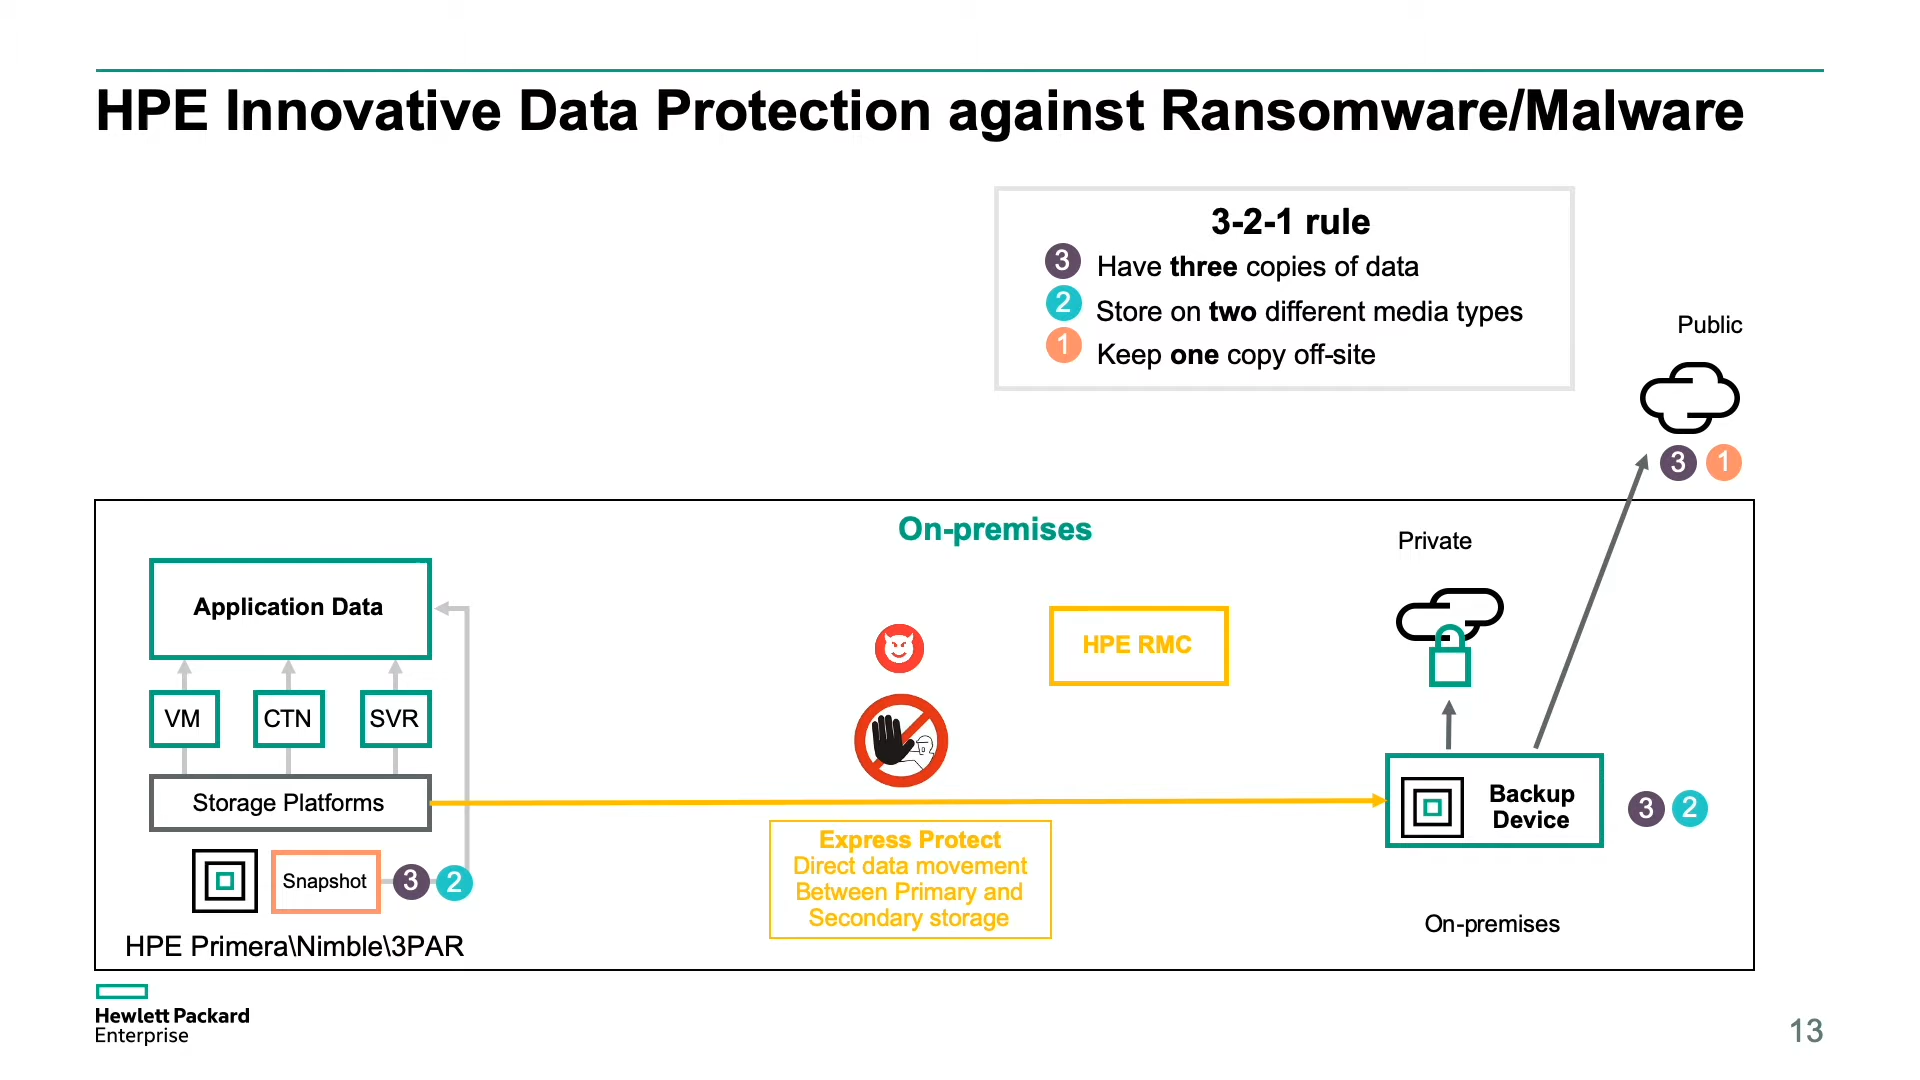 HPE Innovative Data Protection against Ransomware/Malware
3-2-1 rule
3 Have three copies of data
2 Store on two different media types
1 Keep one copy off-site
Public
3 1
On-premises
Private
Application Data
HPE RMC
VM CTN SVR
Storage Platforms
Backup
Device
3 2
Express Protect
Direct data movement
Between Primary and
Secondary storage
Snapshot 3 2
On-premises
HPE Primera\Nimble\3PAR
Hewlett Packard
Enterprise
13